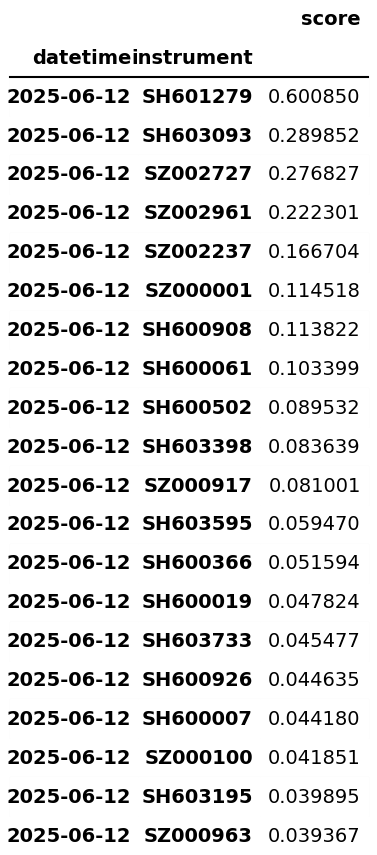 score
datetime instrument
2025-06-12 SH601279 0.600850
2025-06-12 SH603093 0.289852
2025-06-12 SZ002727 0.276827
2025-06-12 SZ002961 0.222301
2025-06-12 SZ002237 0.166704
2025-06-12 SZ000001 0.114518
2025-06-12 SH600908 0.113822
2025-06-12 SH600061 0.103399
2025-06-12 SH600502 0.089532
2025-06-12 SH603398 0.083639
2025-06-12 SZ000917 0.081001
2025-06-12 SH603595 0.059470
2025-06-12 SH600366 0.051594
2025-06-12 SH600019 0.047824
2025-06-12 SH603733 0.045477
2025-06-12 SH600926 0.044635
2025-06-12 SH600007 0.044180
2025-06-12 SZ000100 0.041851
2025-06-12 SH603195 0.039895
2025-06-12 SZ000963 0.039367